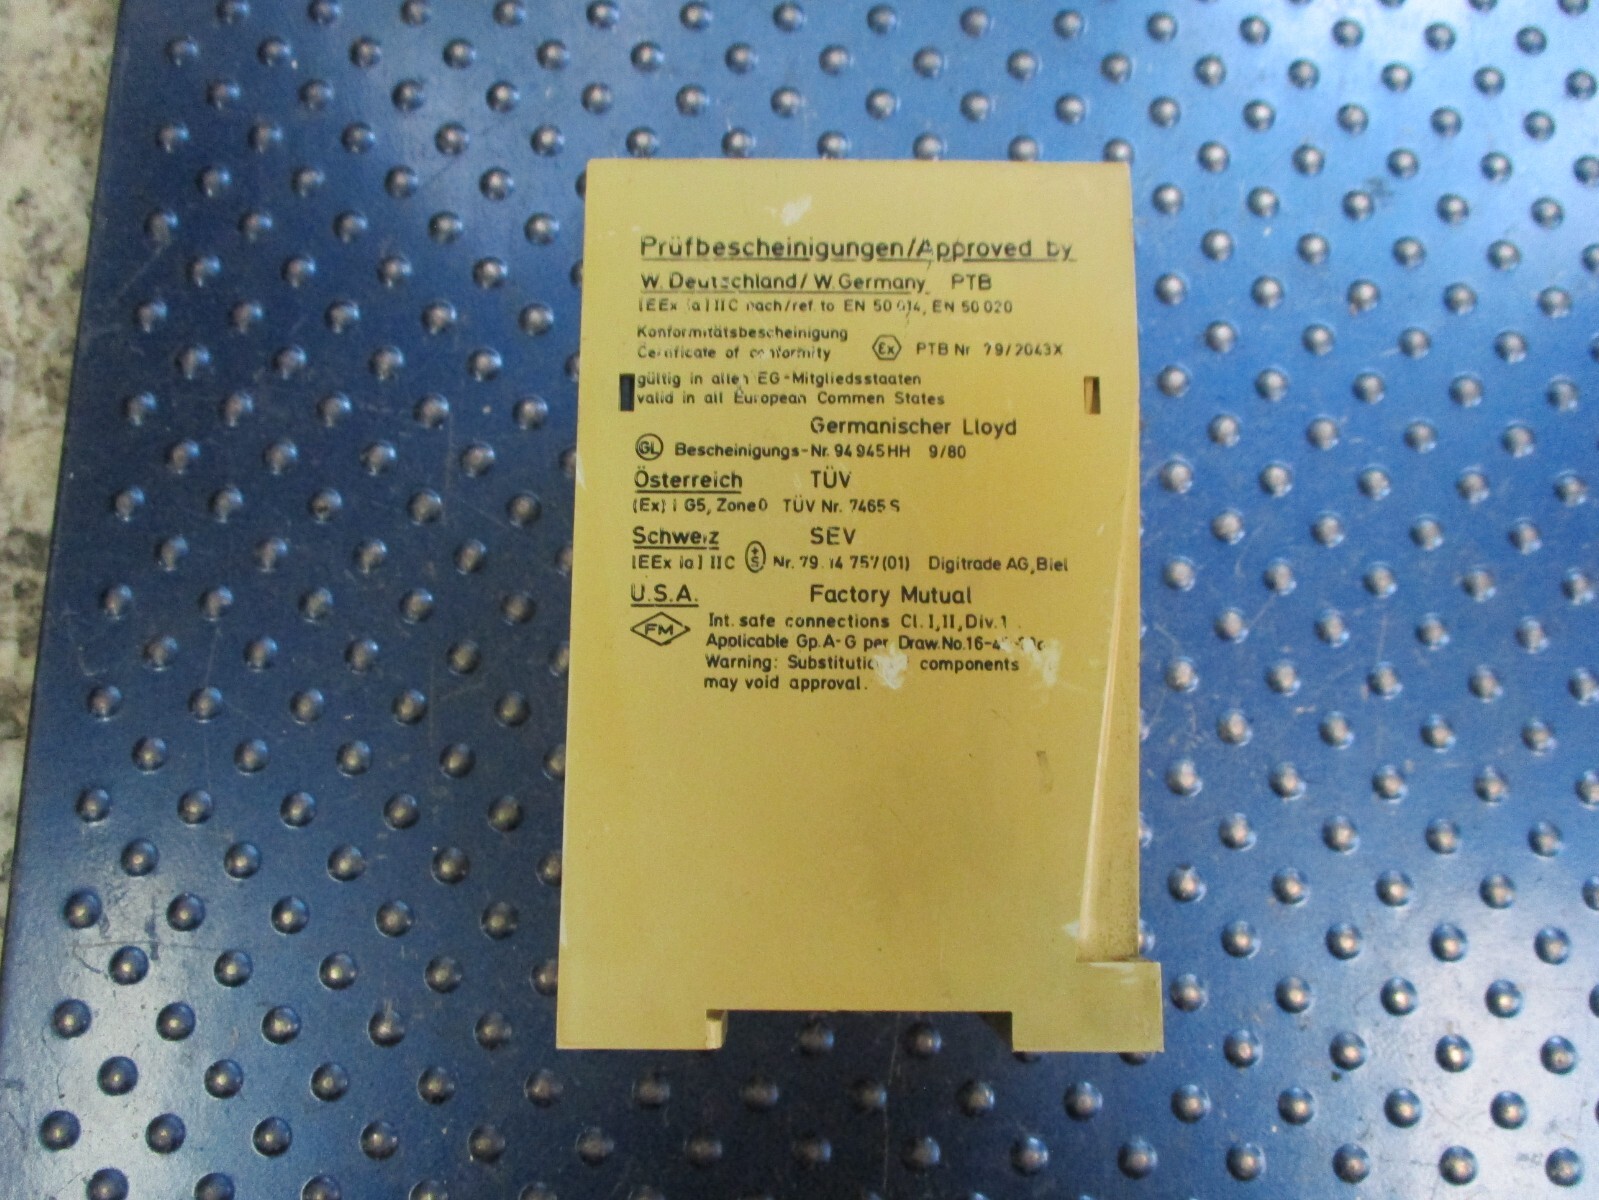 Prüfbescheinigungen/Approved by
W. Deutschland/W. Germany PTB
[EEx ia] IIC nach/ref. to EN 50 014, EN 50 020
Konformitätsbescheinigung
Certificate of conformity Ex PTB Nr 79/2043X
gültig in allen EG-Mitgliedsstaaten
valid in all European Commen States
Germanischer Lloyd
GL Bescheinigungs-Nr. 94 945 HH 9/80
Österreich TÜV
(Ex) i G5, Zone 0 TÜV Nr. 7465 S
Schweiz SEV
[EEx ia] IIC S Nr. 79. 14 757 (01) Digitrade AG, Biel
U.S.A. Factory Mutual
FM Int. safe connections Cl. I, II, Div. 1
Applicable Gp. A-G per Draw. No. 
Warning: components
may void approval.